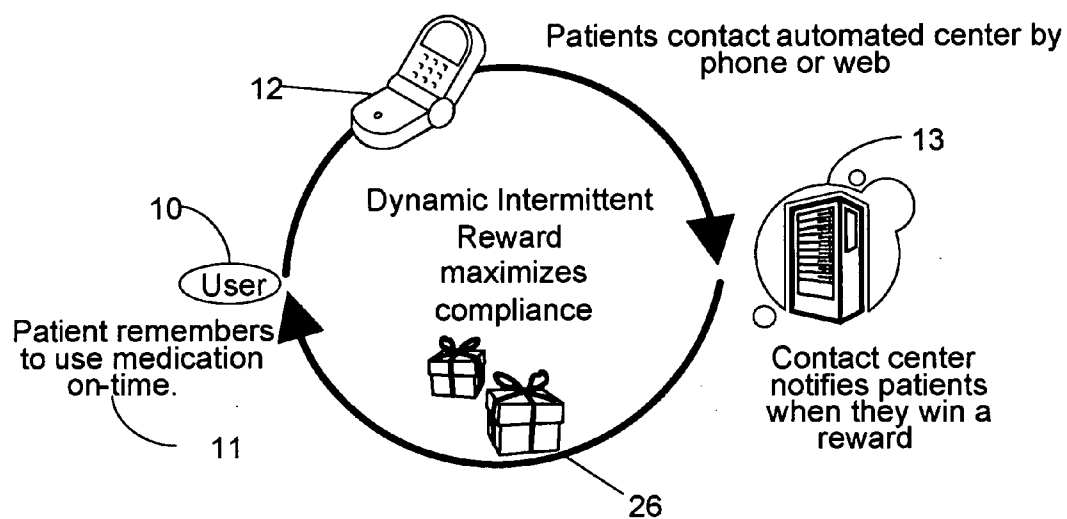 Patients contact automated center by
phone or web
12
13
Dynamic Intermittent
Reward
maximizes
compliance
10
User
Patient remembers
to use medication
on-time.
11
Contact center
notifies patients
when they win a
reward
26